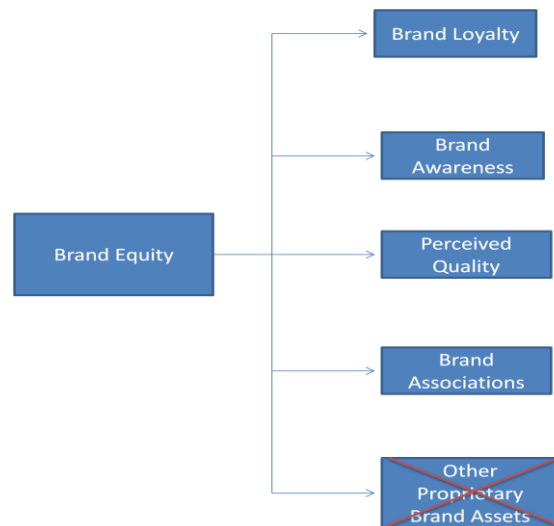 Brand Loyalty
Brand
Awareness
Brand Equity
Perceived
Quality
Brand
Associations
Other
Proprietary
Brand Assets